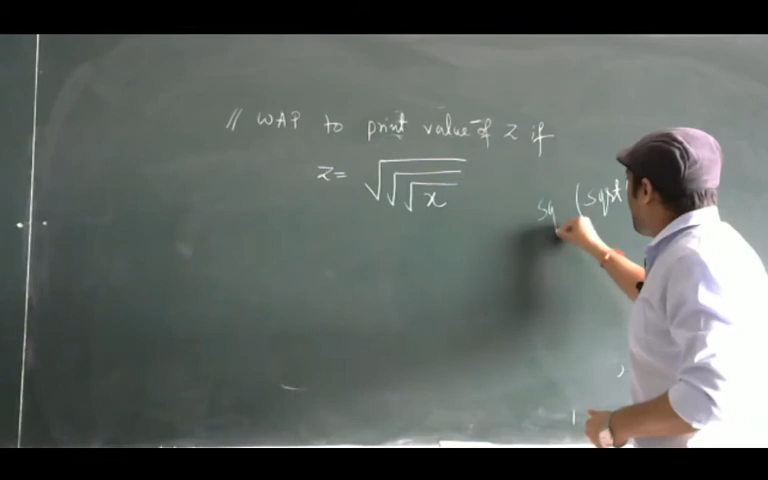 // WAP to print value of z if
z = √√√x
sq (sqrt